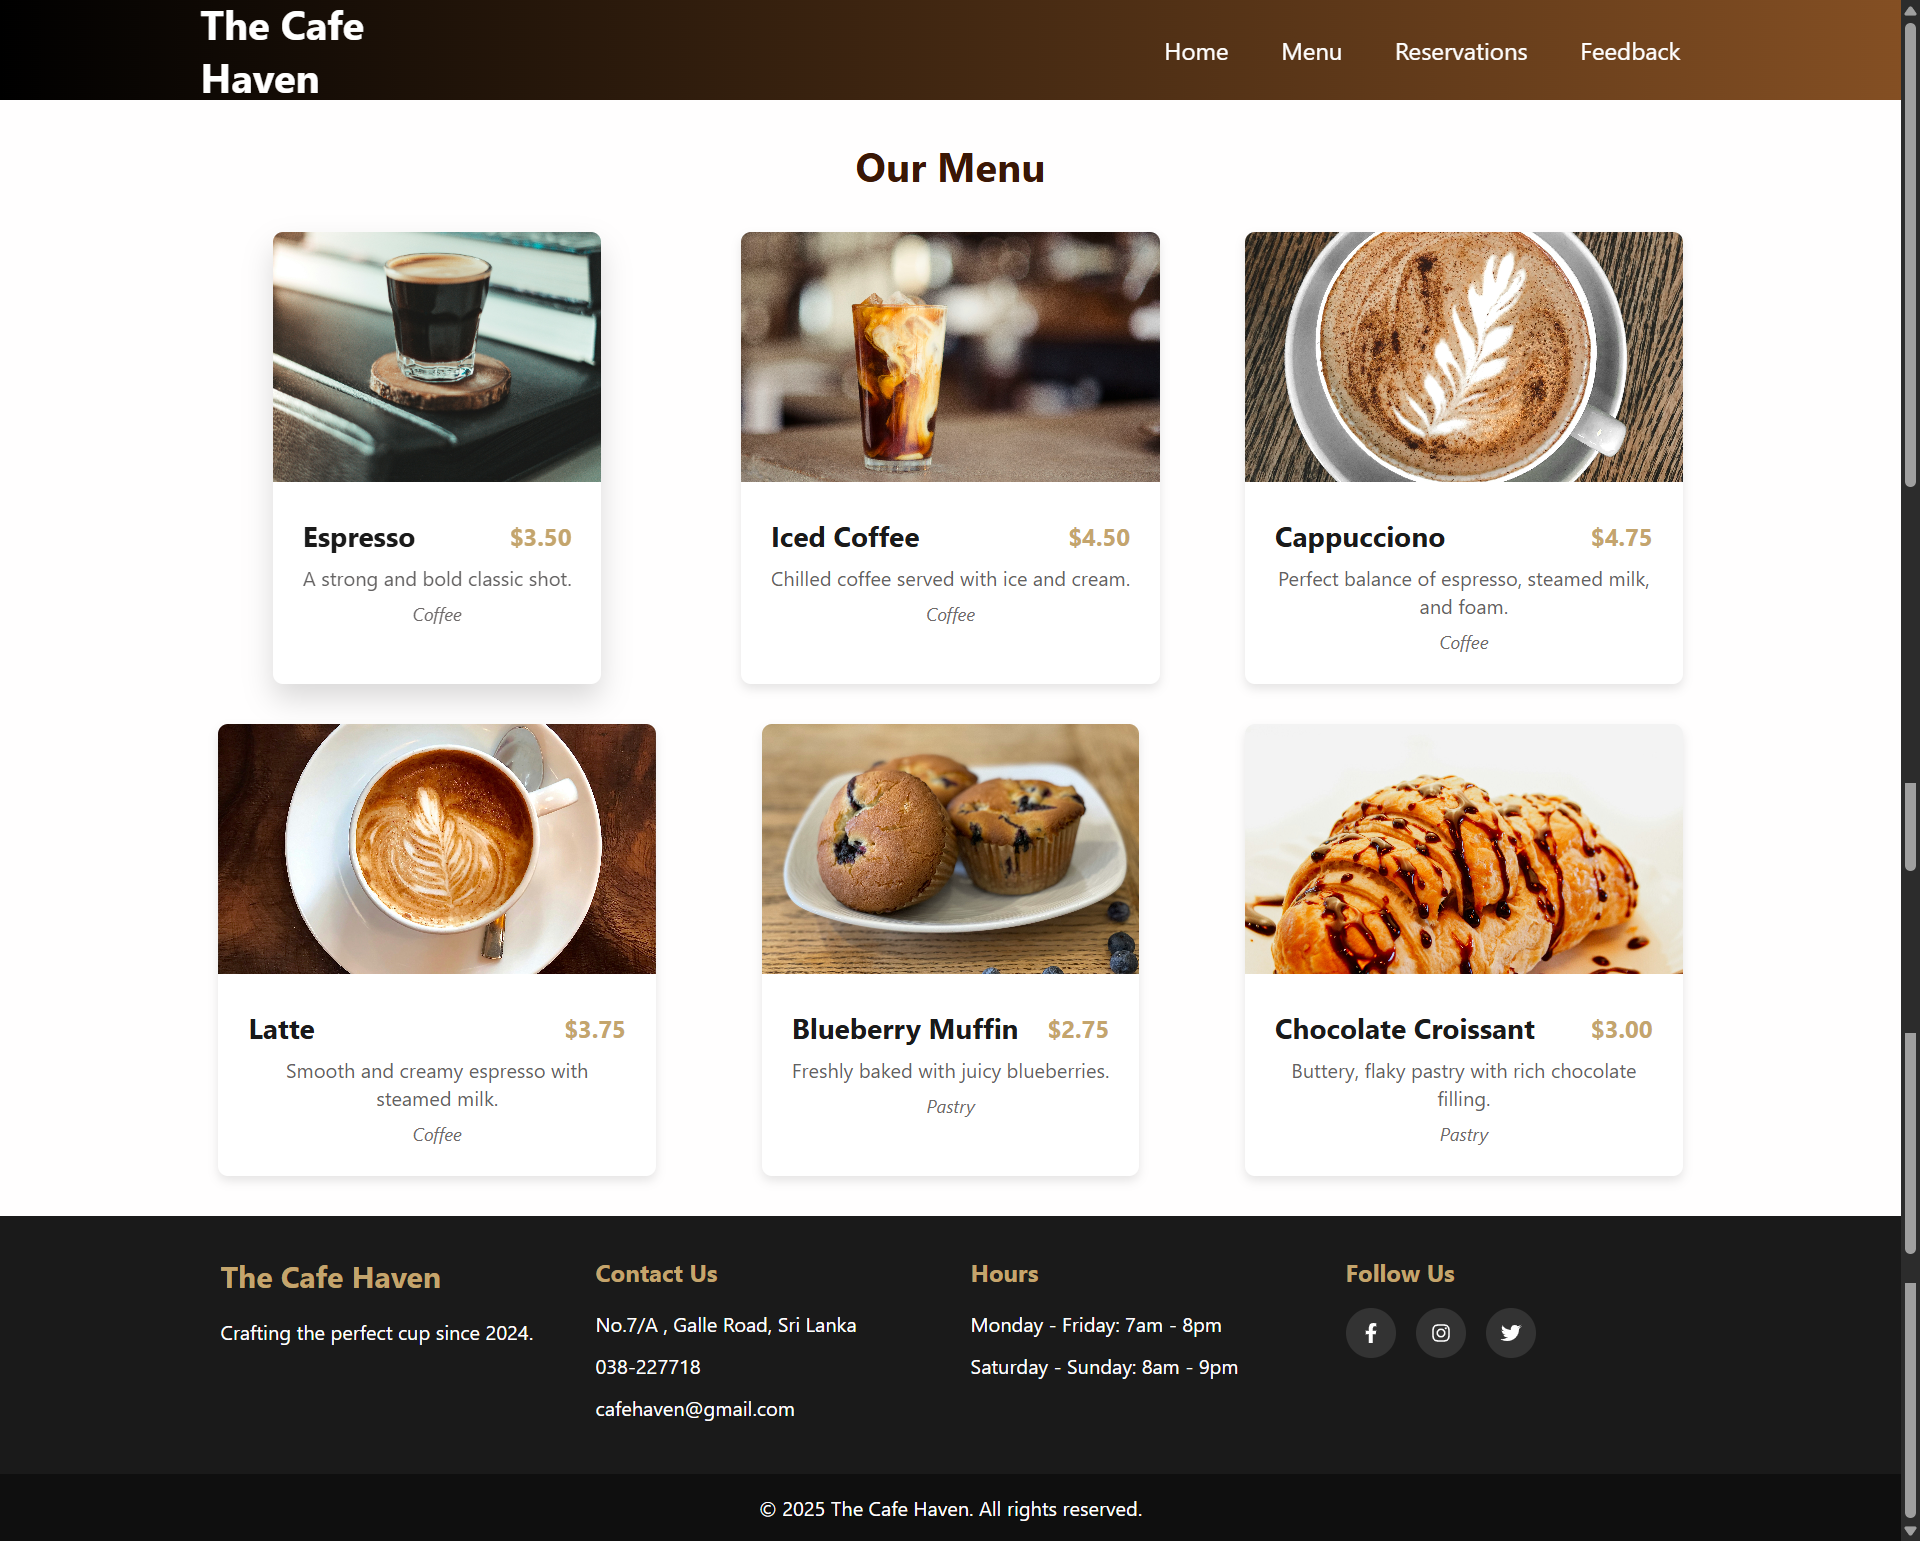 The Cafe
Haven
Home
Menu
Reservations
Feedback
Our Menu
Espresso $3.50
A strong and bold classic shot.
Coffee
Iced Coffee $4.50
Chilled coffee served with ice and cream.
Coffee
Cappucciono $4.75
Perfect balance of espresso, steamed milk,
and foam.
Coffee
Latte $3.75
Smooth and creamy espresso with
steamed milk.
Coffee
Blueberry Muffin $2.75
Freshly baked with juicy blueberries.
Pastry
Chocolate Croissant $3.00
Buttery, flaky pastry with rich chocolate
filling.
Pastry
The Cafe Haven
Crafting the perfect cup since 2024.
Contact Us
No.7/A , Galle Road, Sri Lanka
038-227718
cafehaven@gmail.com
Hours
Monday - Friday: 7am - 8pm
Saturday - Sunday: 8am - 9pm
Follow Us
© 2025 The Cafe Haven. All rights reserved.